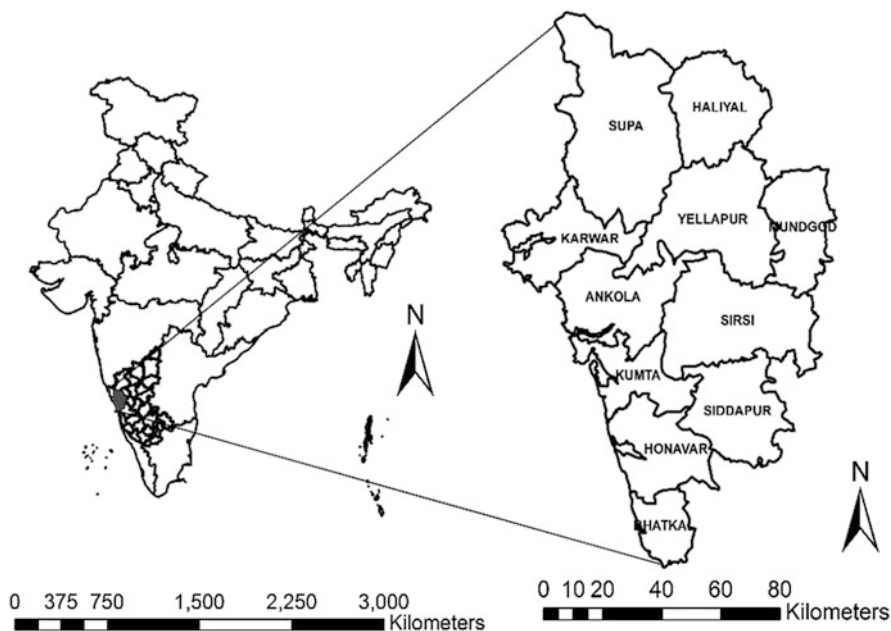 SUPA
HALIYAL
YELLAPUR
MUNDGOD
KARWAR
ANKOLA
SIRSI
KUMTA
SIDDAPUR
HONAVAR
BHATKAL
N
N
0 375 750 1,500 2,250 3,000
Kilometers
0 10 20 40 60 80
Kilometers